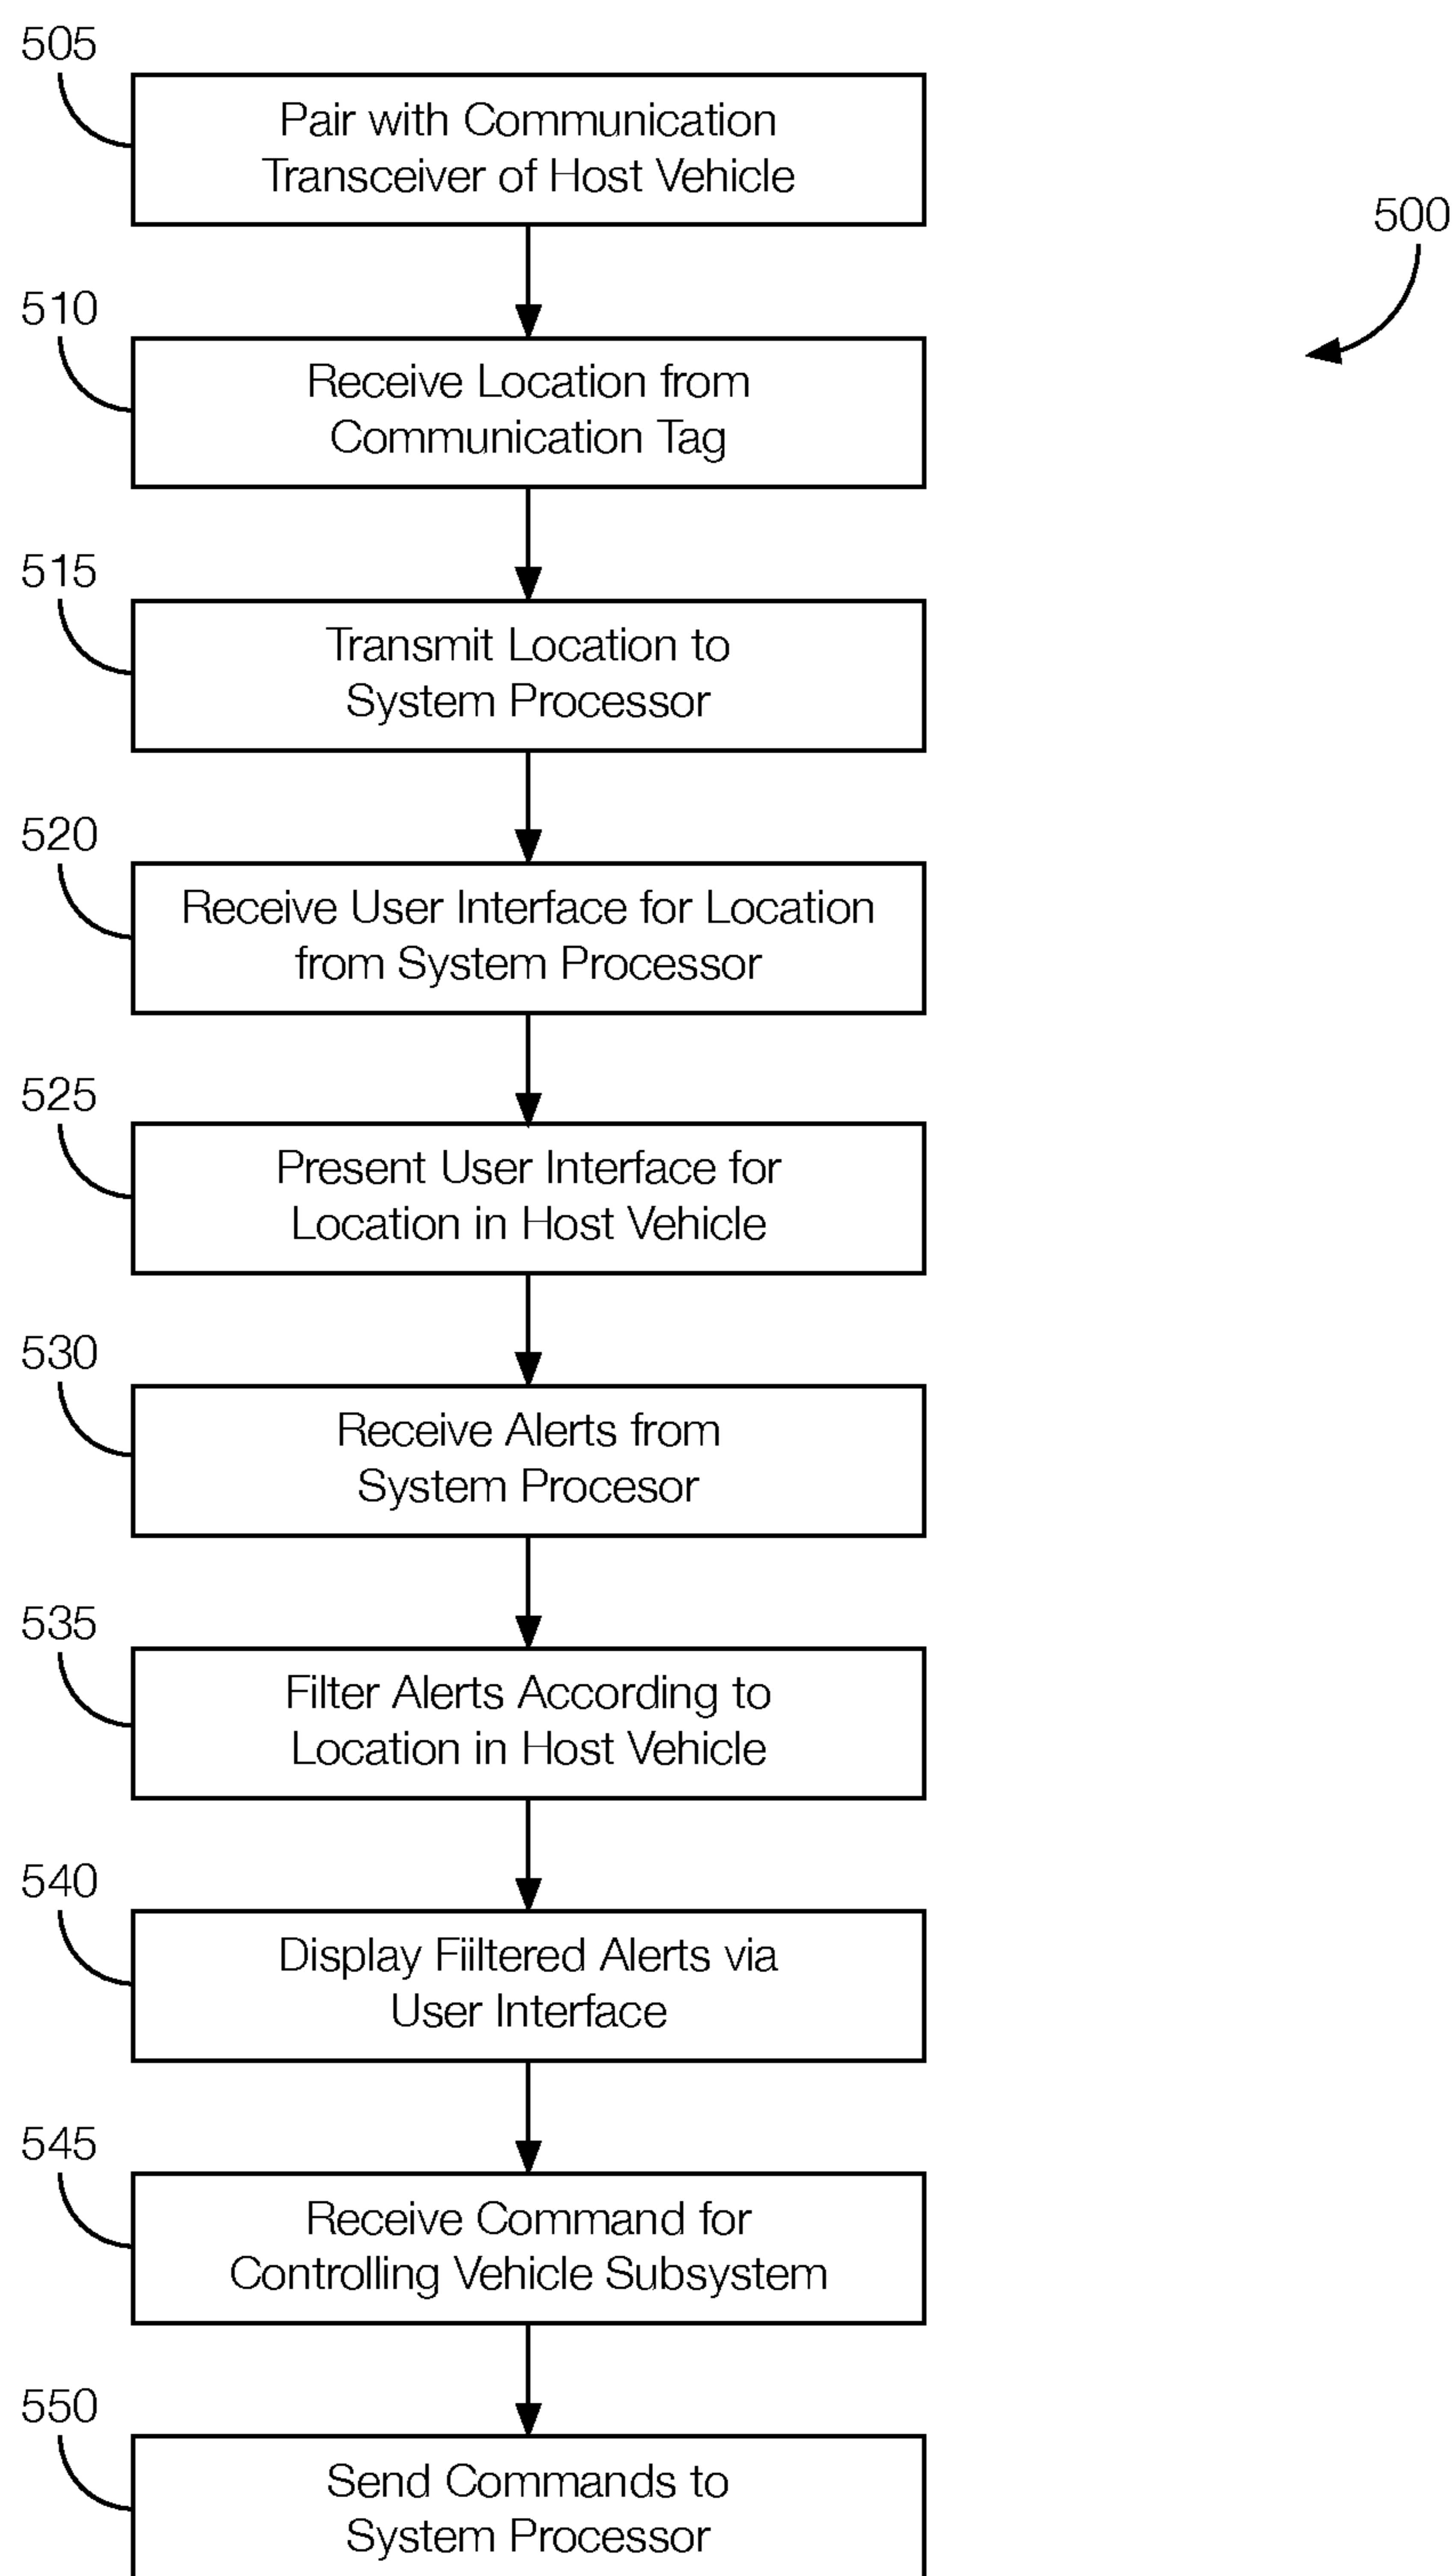 505
Pair with Communication
Transceiver of Host Vehicle
500
510
Receive Location from
Communication Tag
515
Transmit Location to
System Processor
520
Receive User Interface for Location
from System Processor
525
Present User Interface for
Location in Host Vehicle
530
Receive Alerts from
System Procesor
535
Filter Alerts According to
Location in Host Vehicle
540
Display Fiiltered Alerts via
User Interface
545
Receive Command for
Controlling Vehicle Subsystem
550
Send Commands to
System Processor